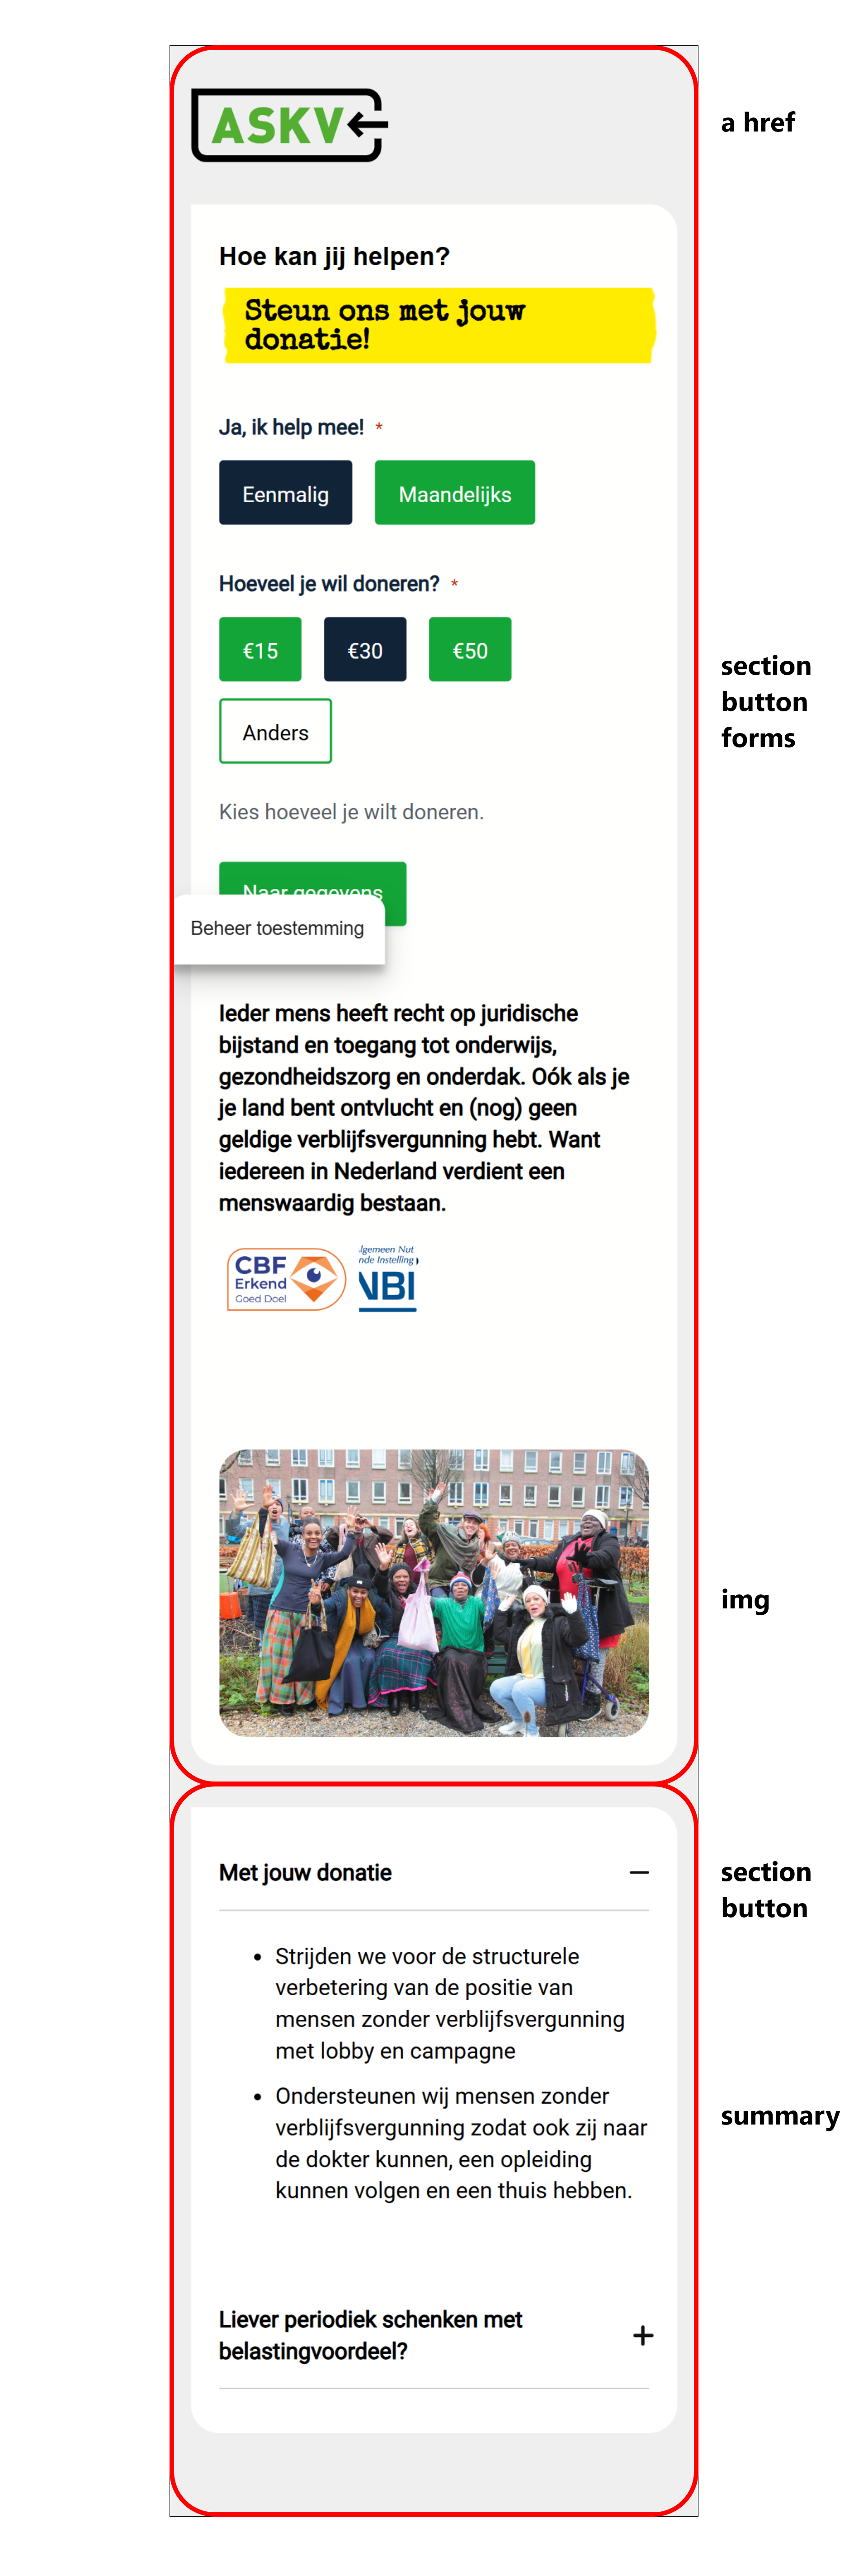 ASKV
a href
Hoe kan jij helpen?
Steun ons met jouw
donatie!
Ja, ik help mee! *
Eenmalig
Maandelijks
Hoeveel je wil doneren? *
€15
€30
€50
section
button
forms
Anders
Kies hoeveel je wilt doneren.
Naar gegevens
Beheer toestemming
Ieder mens heeft recht op juridische
bijstand en toegang tot onderwijs,
gezondheidszorg en onderdak. Oók als je
je land bent ontvlucht en (nog) geen
geldige verblijfsvergunning hebt. Want
iedereen in Nederland verdient een
menswaardig bestaan.
CBF
Erkend
Goed Doel
lgemeen Nut
nde Instelling
NBI
img
Met jouw donatie
section
button
• Strijden we voor de structurele
verbetering van de positie van
mensen zonder verblijfsvergunning
met lobby en campagne
• Ondersteunen wij mensen zonder
verblijfsvergunning zodat ook zij naar
de dokter kunnen, een opleiding
kunnen volgen en een thuis hebben.
summary
Liever periodiek schenken met
belastingvoordeel?